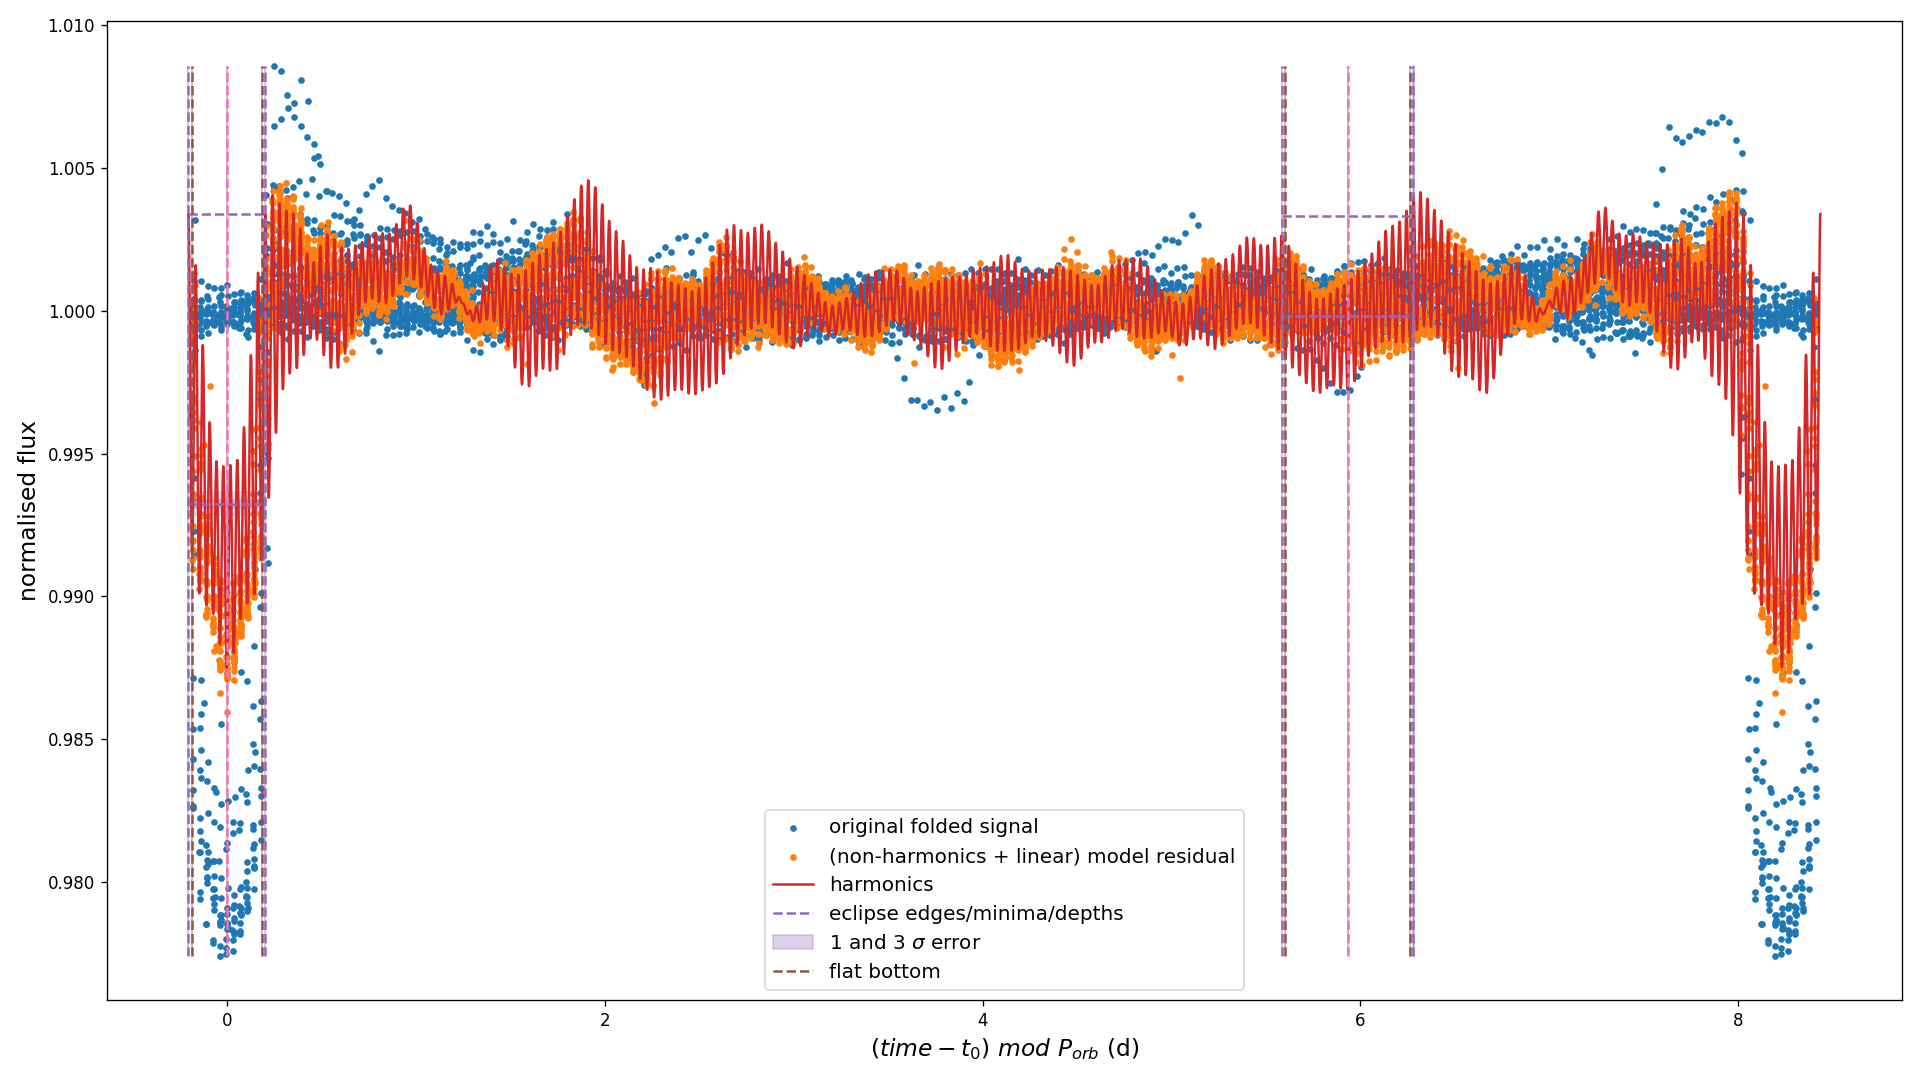 1.010
1.005
1.000
0.995
0.990
0.985
0.980
normalised flux
original folded signal
(non-harmonics + linear) model residual
harmonics
eclipse edges/minima/depths
1 and 3 σ error
flat bottom
0 2 4 6 8
(time − t₀) mod Pₒᵣb (d)